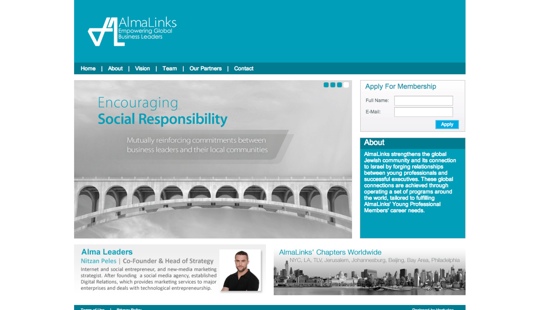 AlmaLinks
Empowering Global
Business Leaders
Home | About | Vision | Team | Our Partners | Contact
Encouraging
Social Responsibility
Mutually reinforcing commitments between
business leaders and their local communities
Apply For Membership
Full Name:
E-Mail:
Apply
About
AlmaLinks strengthens the global
Jewish community and its connection
to Israel by forging relationships
between young professionals and
successful executives. These global
connections are achieved through
operating a set of programs around
the world, tailored to fulfilling
AlmaLinks' Young Professional
Members' career needs.
Alma Leaders
Nitzan Peles | Co-Founder & Head of Strategy
Internet and social entrepreneur, and new-media marketing
strategist. After founding a social media agency, established
Digital Relations, which provides marketing services to major
enterprises and deals with technological entrepreneurship.
AlmaLinks' Chapters Worldwide
NYC, LA, TLV, Jerusalem, Johannesburg, Beijing, Bay Area, Philadelphia